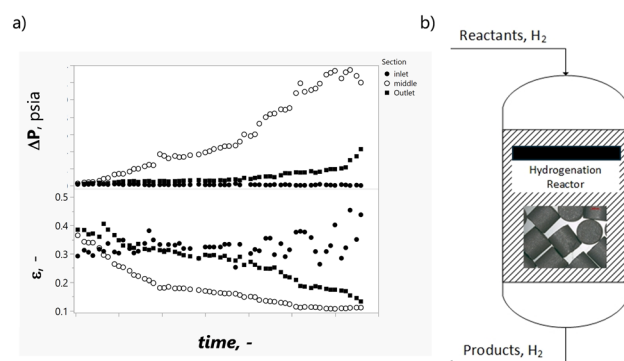 a)
ΔP, psia
Section
inlet
middle
Outlet
0.5
0.4
0.3
0.2
0.1
ε, -
time, -
b)
Reactants, H2
Hydrogenation
Reactor
Products, H2